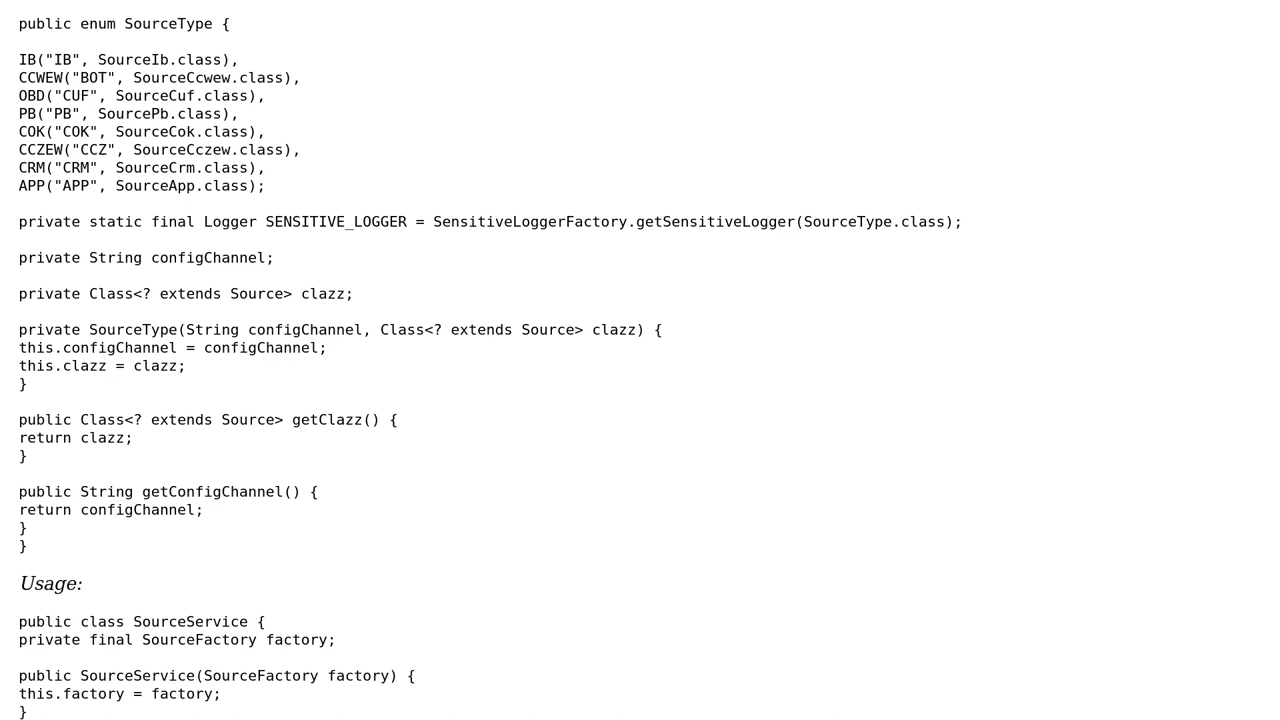 public enum SourceType {
IB("IB", SourceIb.class),
CCWEW("BOT", SourceCcwew.class),
OBD("CUF", SourceCuf.class),
PB("PB", SourcePb.class),
COK("COK", SourceCok.class),
CCZEW("CCZ", SourceCczew.class),
CRM("CRM", SourceCrm.class),
APP("APP", SourceApp.class);
private static final Logger SENSITIVE_LOGGER = SensitiveLoggerFactory.getSensitiveLogger(SourceType.class);
private String configChannel;
private Class<? extends Source> clazz;
private SourceType(String configChannel, Class<? extends Source> clazz) {
this.configChannel = configChannel;
this.clazz = clazz;
}
public Class<? extends Source> getClazz() {
return clazz;
}
public String getConfigChannel() {
return configChannel;
}
}
Usage:
public class SourceService {
private final SourceFactory factory;
public SourceService(SourceFactory factory) {
this.factory = factory;
}